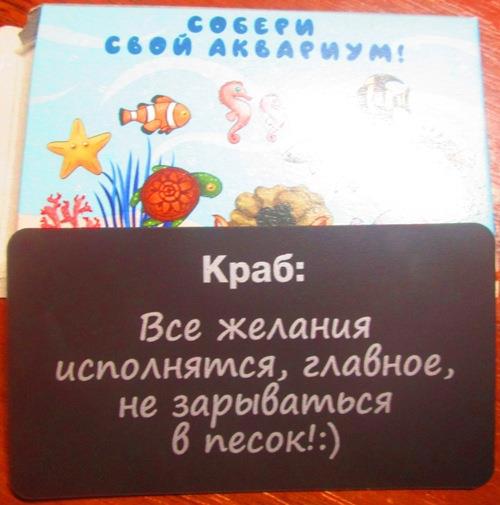 СОБЕРИ
СВОЙ АКВАРИУМ!
Краб:
Все желания
исполнятся, главное,
не зарываться
в песок!:)